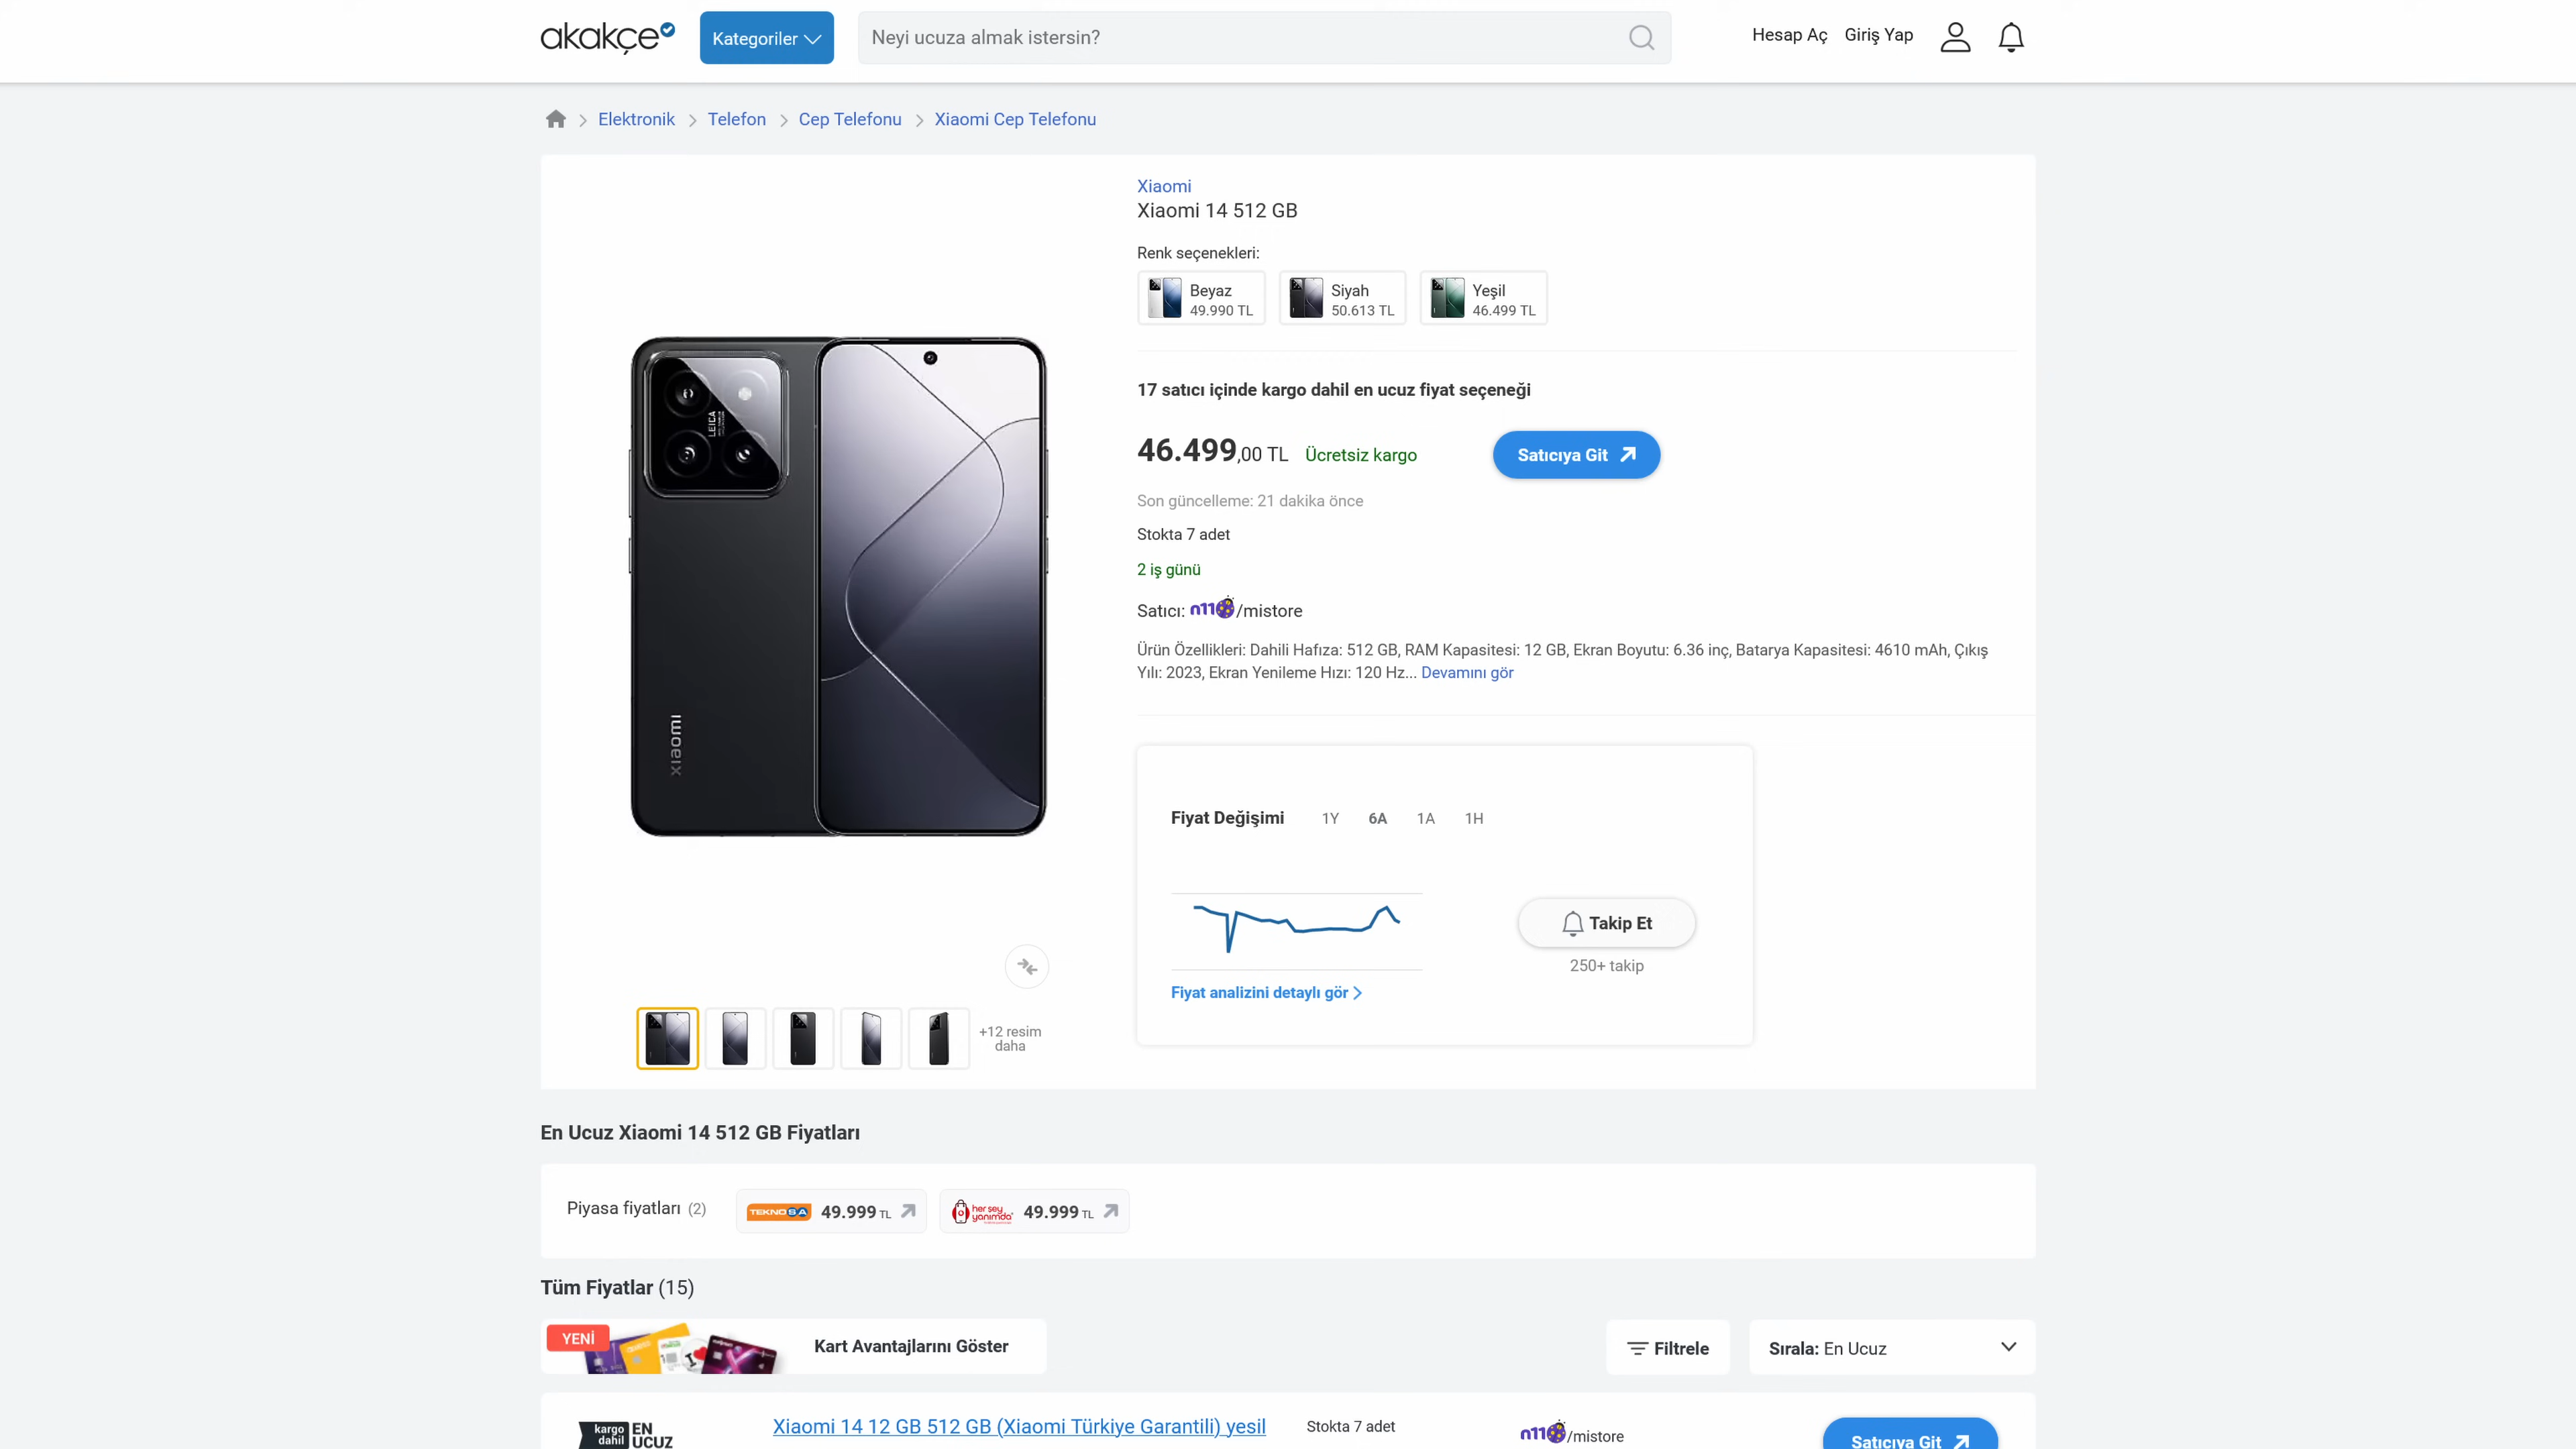 akakçe
Kategoriler
Neyi ucuza almak istersin?
Hesap Aç
Giriş Yap
Elektronik
Telefon
Cep Telefonu
Xiaomi Cep Telefonu
Xiaomi
Xiaomi 14 512 GB
Renk seçenekleri:
Beyaz
49.990 TL
Siyah
50.613 TL
Yeşil
46.499 TL
17 satıcı içinde kargo dahil en ucuz fiyat seçeneği
46.499,00 TL Ücretsiz kargo
Satıcıya Git
Son güncelleme: 21 dakika önce
Stokta 7 adet
2 iş günü
Satıcı: n11/mistore
Ürün Özellikleri: Dahili Hafıza: 512 GB, RAM Kapasitesi: 12 GB, Ekran Boyutu: 6.36 inç, Batarya Kapasitesi: 4610 mAh, Çıkış
Yılı: 2023, Ekran Yenileme Hızı: 120 Hz... Devamını gör
LEICA
xiaomi
Fiyat Değişimi
1Y
6A
1A
1H
Takip Et
250+ takip
Fiyat analizini detaylı gör
+12 resim
daha
En Ucuz Xiaomi 14 512 GB Fiyatları
Piyasa fiyatları (2)
TEKNOSA 49.999 TL
her şey
yanımda
49.999 TL
Tüm Fiyatlar (15)
YENİ
Kart Avantajlarını Göster
Filtrele
Sırala: En Ucuz
kargo
dahil
EN
UCUZ
Xiaomi 14 12 GB 512 GB (Xiaomi Türkiye Garantili) yesil
Stokta 7 adet
n11/mistore
Satıcıya Git